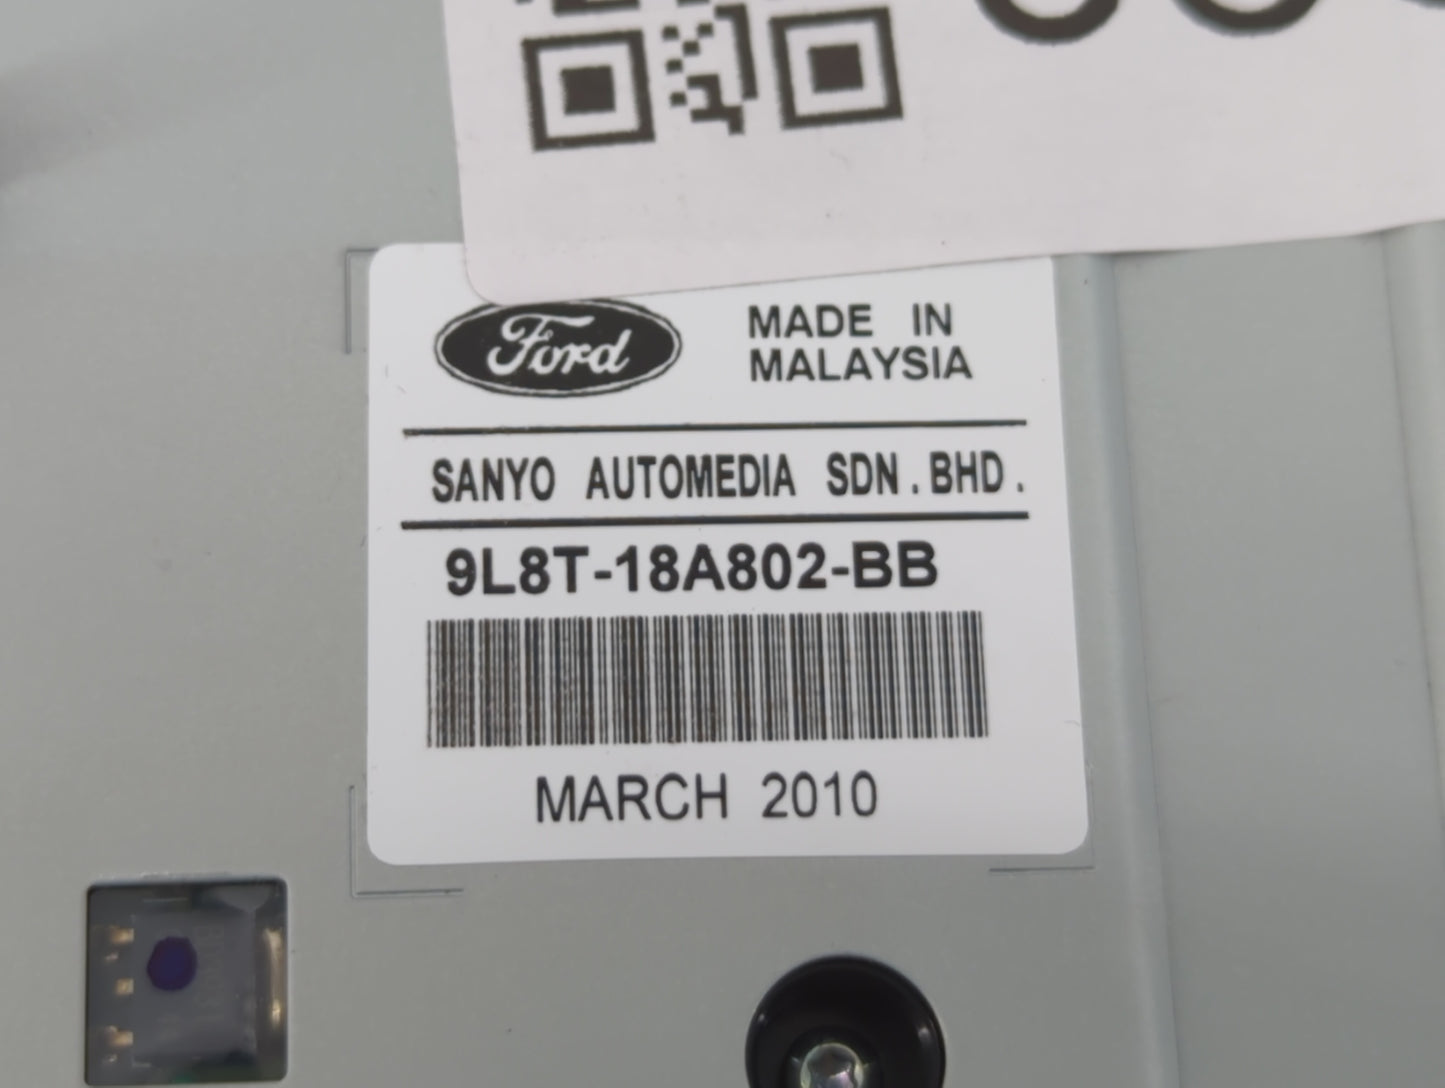 Ford
MADE IN
MALAYSIA
SANYO AUTOMEDIA SDN.BHD.
9L8T-18A802-BB
MARCH 2010